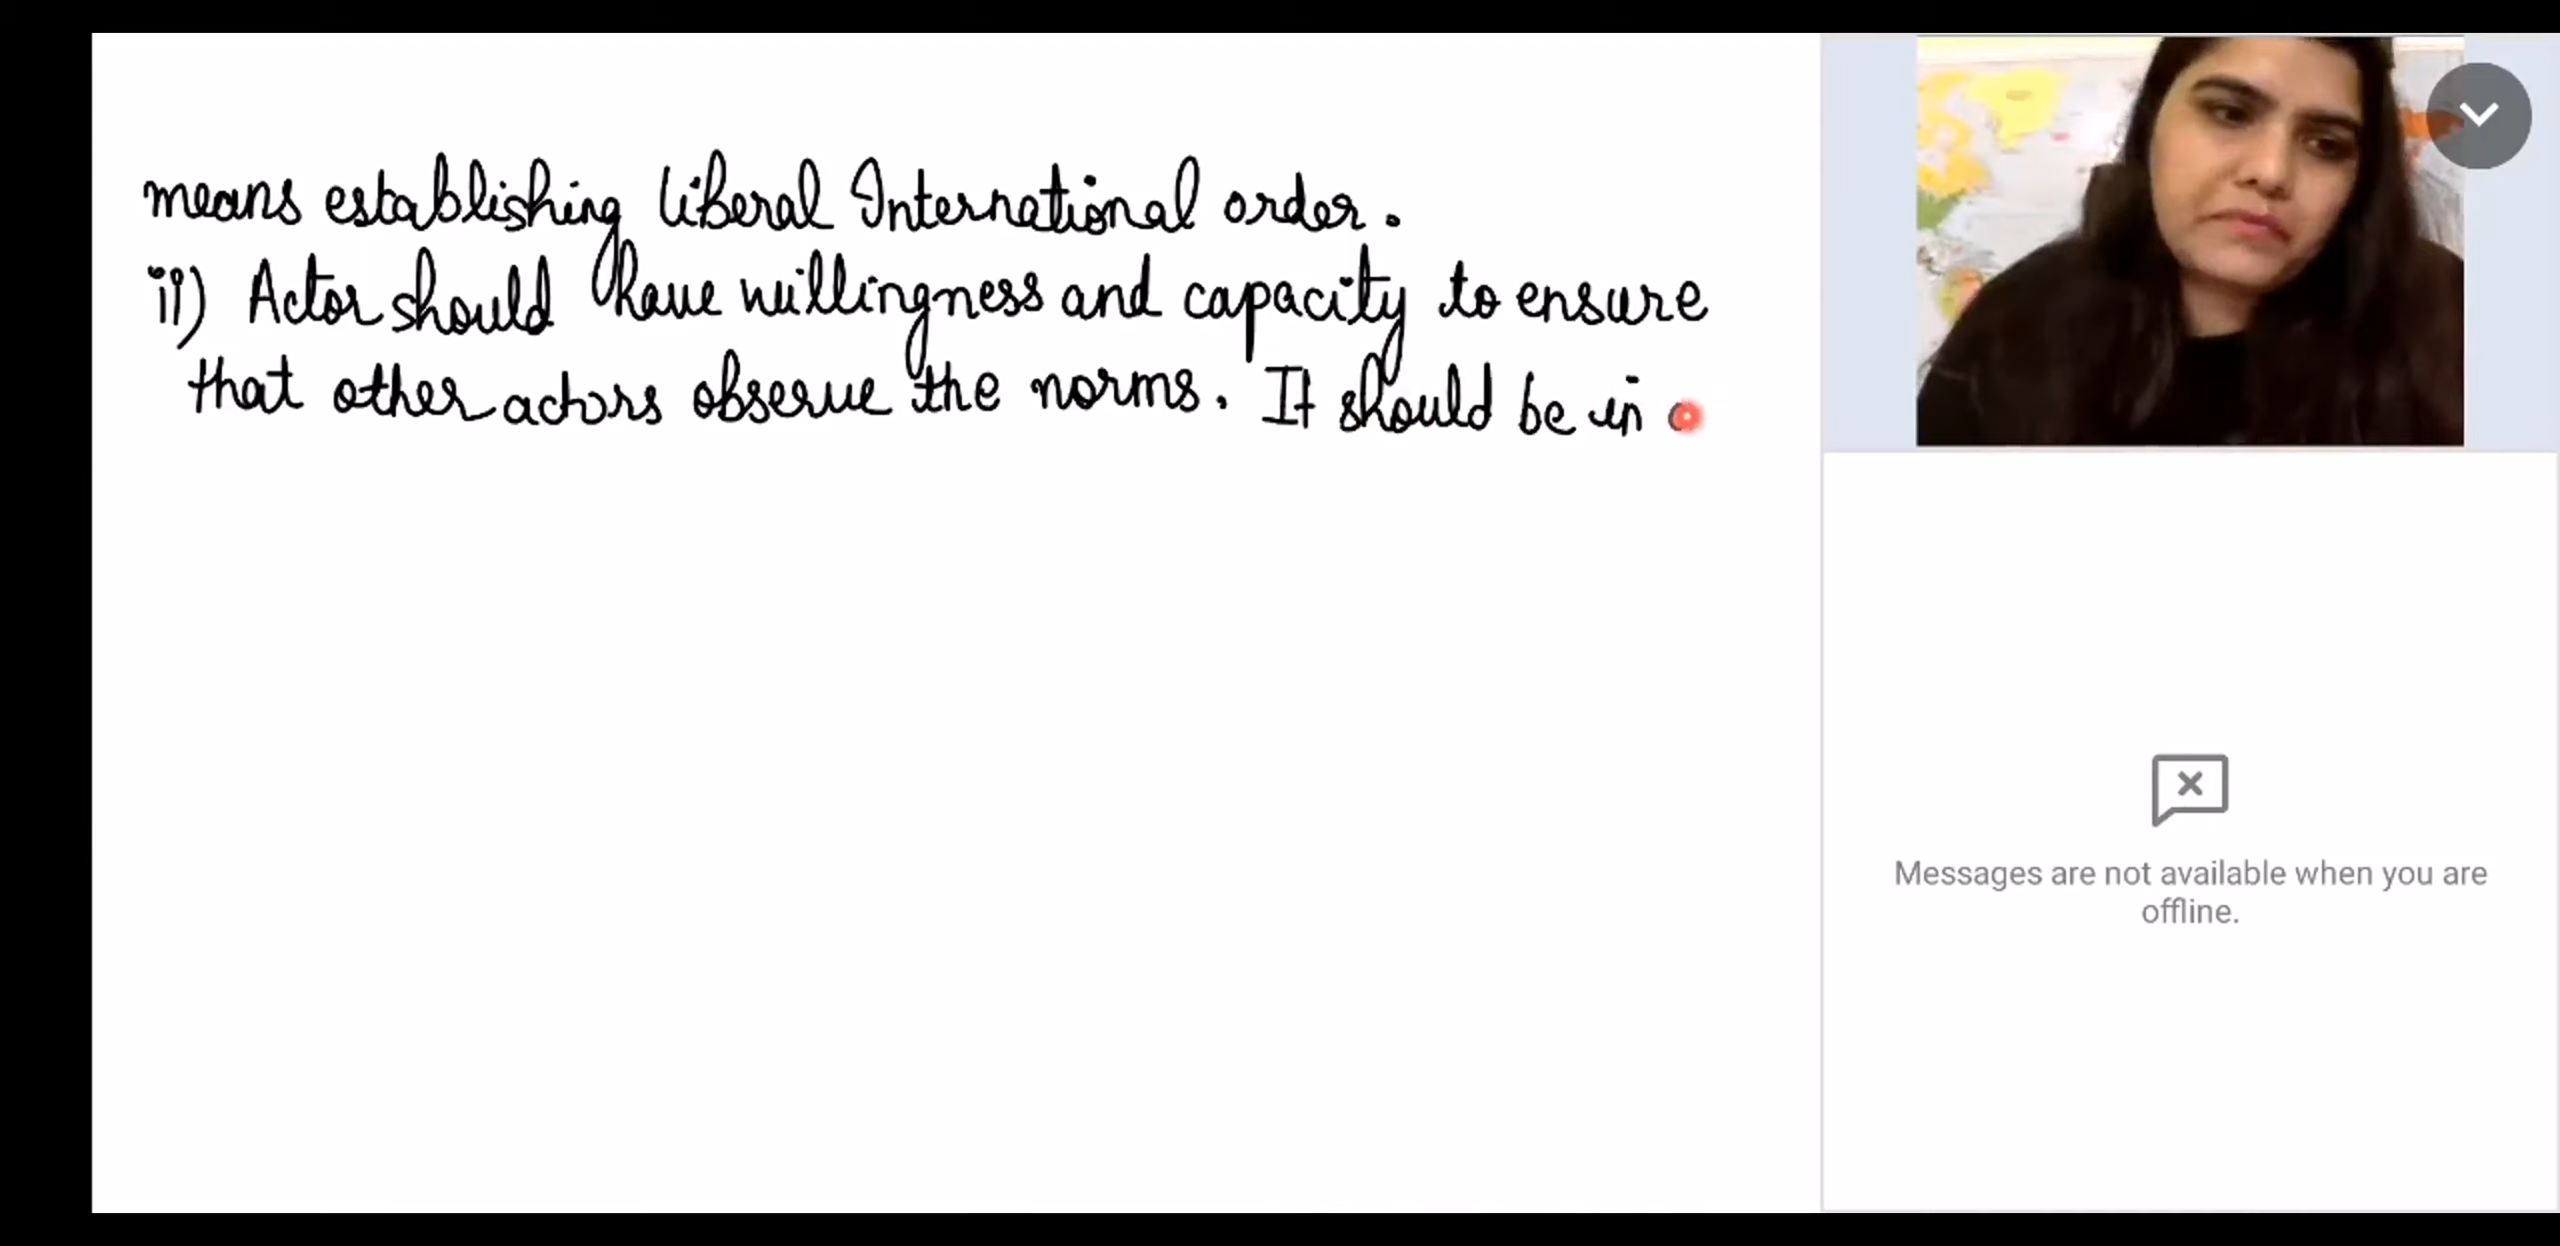 means establishing liberal International order.
ii) Actor should have willingness and capacity to ensure
that other actors observe the norms. It should be in
Messages are not available when you are
offline.